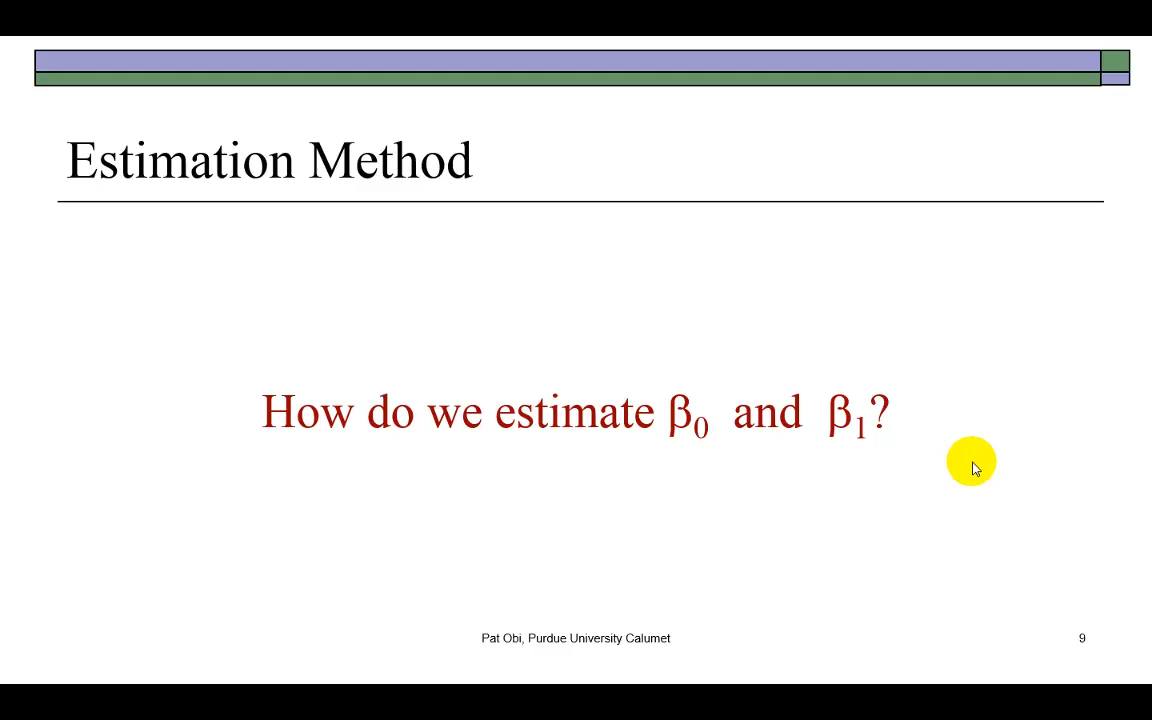 Estimation Method
How do we estimate β₀ and β₁?
Pat Obi, Purdue University Calumet
9